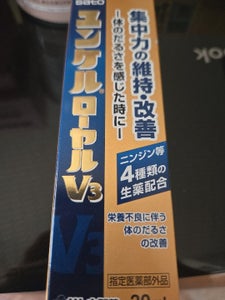 sato
ユンケルローヤル
V3
集中力の維持・改善
ー体のだるさを感じた時にー
ニンジン等
4種類の
生薬配合
栄養不良に伴う
体のだるさ
の改善
指定医薬部外品